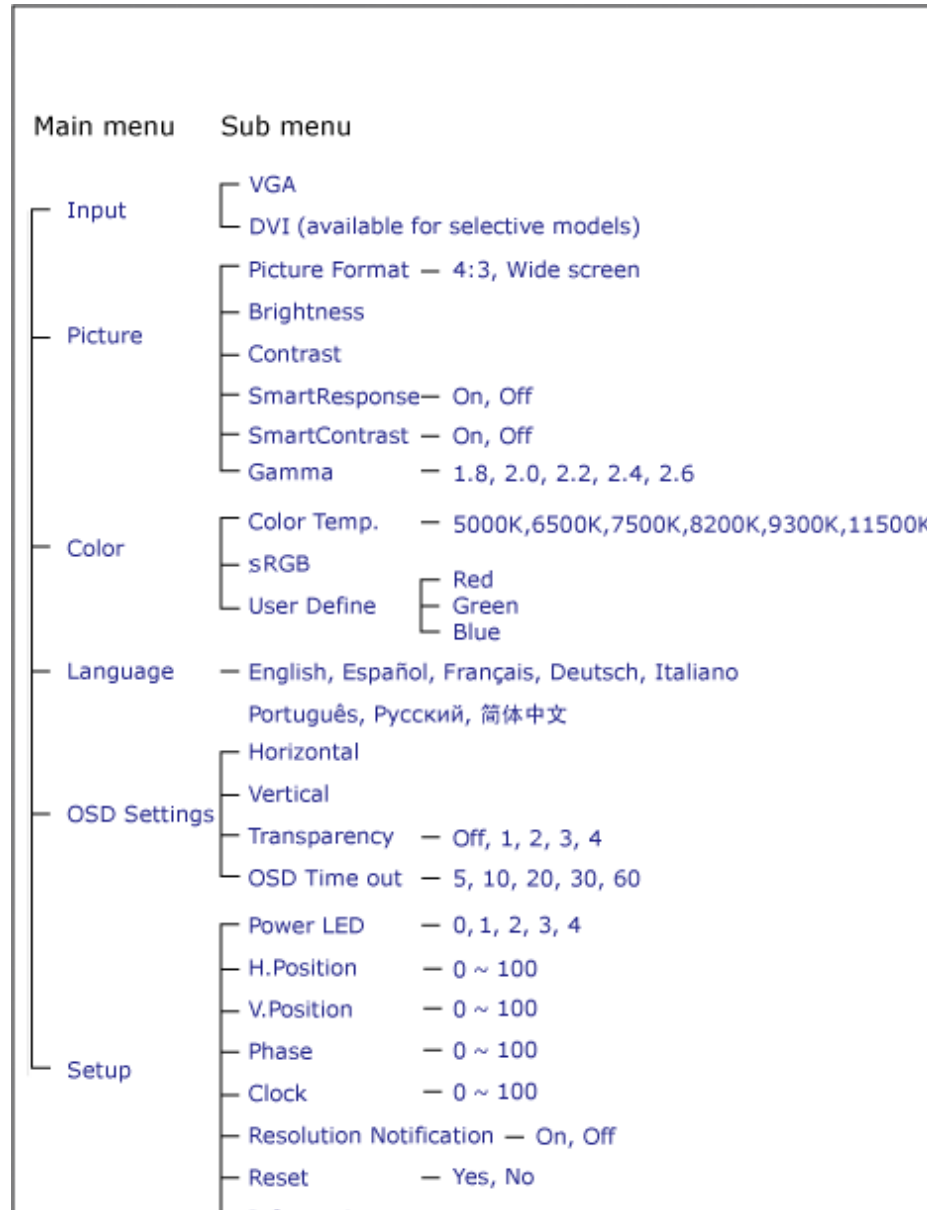 Main menu Sub menu
VGA
Input
DVI (available for selective models)
Picture Format — 4:3, Wide screen
Brightness
Picture
Contrast
SmartResponse— On, Off
SmartContrast — On, Off
Gamma — 1.8, 2.0, 2.2, 2.4, 2.6
Color Temp. — 5000K,6500K,7500K,8200K,9300K,11500K
Color
sRGB
Red
User Define Green
Blue
Language — English, Español, Français, Deutsch, Italiano
Português, Русский, 简体中文
Horizontal
Vertical
OSD Settings
Transparency — Off, 1, 2, 3, 4
OSD Time out — 5, 10, 20, 30, 60
Power LED — 0, 1, 2, 3, 4
H.Position — 0 ~ 100
V.Position — 0 ~ 100
Phase — 0 ~ 100
Setup
Clock — 0 ~ 100
Resolution Notification — On, Off
Reset — Yes, No